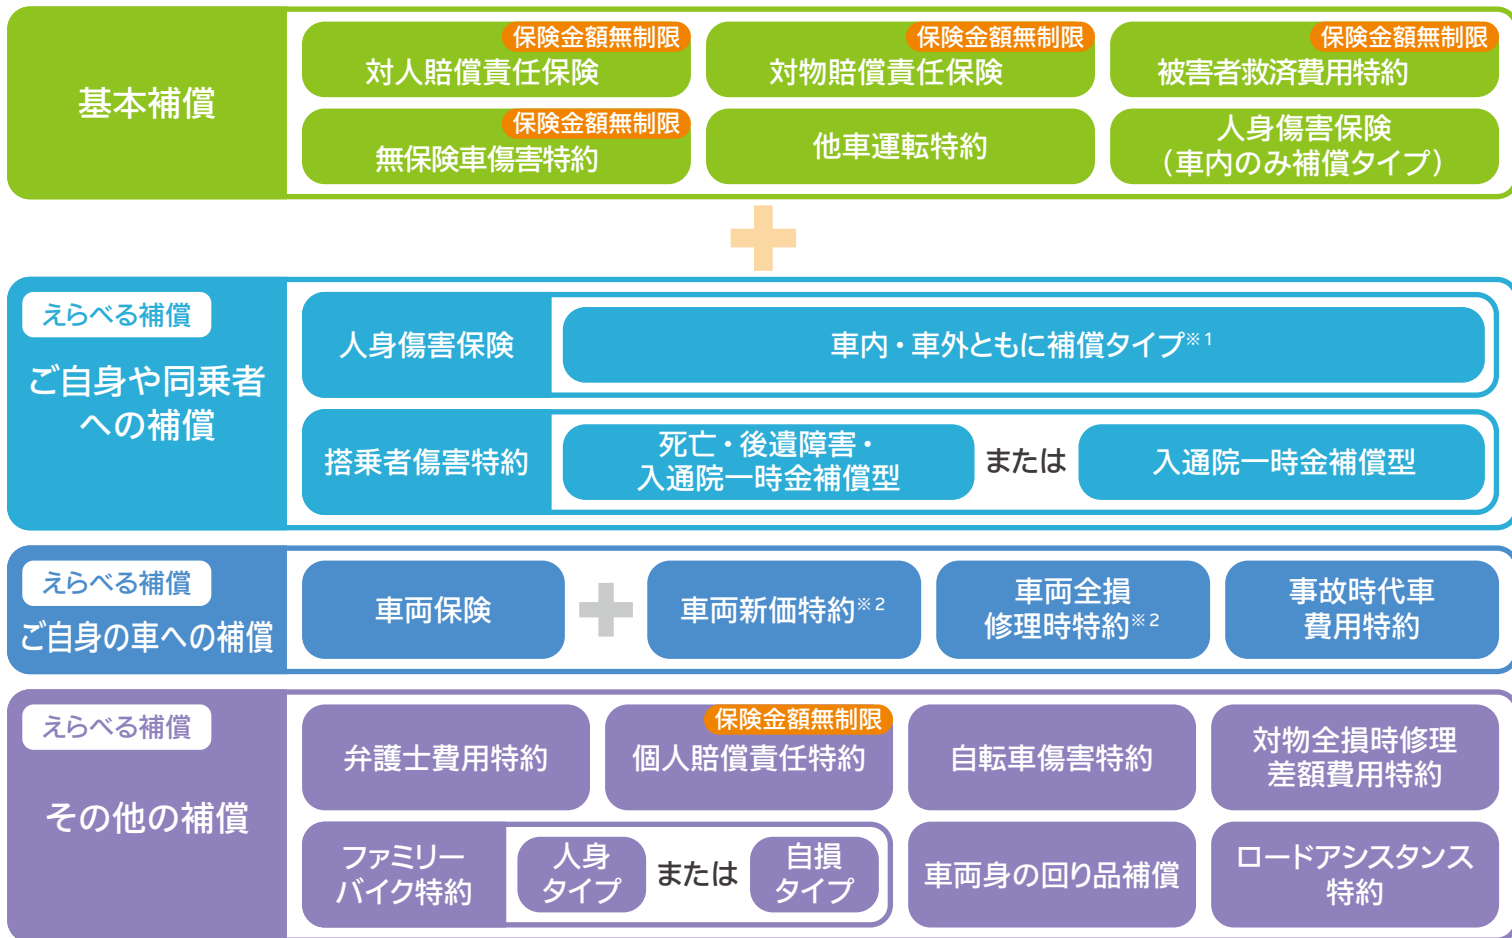 基本補償
保険金額無制限
対人賠償責任保険
保険金額無制限
対物賠償責任保険
保険金額無制限
被害者救済費用特約
保険金額無制限
無保険車傷害特約
他車運転特約
人身傷害保険
（車内のみ補償タイプ）
えらべる補償
ご自身や同乗者
への補償
人身傷害保険
車内・車外ともに補償タイプ※1
搭乗者傷害特約
死亡・後遺障害・
入通院一時金補償型
または
入通院一時金補償型
えらべる補償
ご自身の車への補償
車両保険
車両新価特約※2
車両全損
修理時特約※2
事故時代車
費用特約
えらべる補償
その他の補償
弁護士費用特約
保険金額無制限
個人賠償責任特約
自転車傷害特約
対物全損時修理
差額費用特約
ファミリー
バイク特約
人身
タイプ
または
自損
タイプ
車両身の回り品補償
ロードアシスタンス
特約